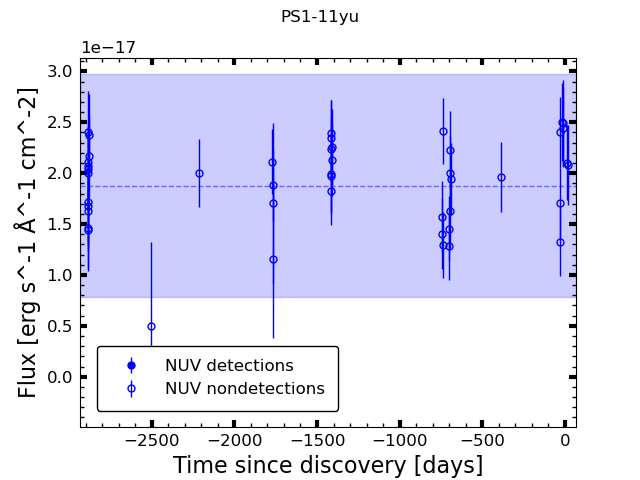 PS1-11yu
1e−17
3.0
2.5
2.0
1.5
1.0
0.5
0.0
Flux [erg s^-1 Å^-1 cm^-2]
NUV detections
NUV nondetections
−2500 −2000 −1500 −1000 −500 0
Time since discovery [days]